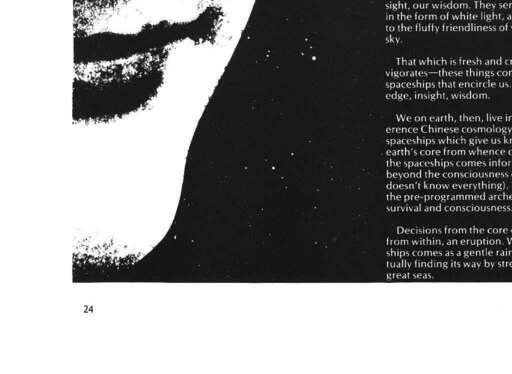 sight, our wisdom. They ser
in the form of white light, a
to the fluffy friendliness of
sky.
That which is fresh and cr
vigorates—these things cor
spaceships that encircle us.
edge, insight, wisdom.
We on earth, then, live in
erence Chinese cosmology
spaceships which give us kn
earth's core from whence c
the spaceships comes infor
beyond the consciousness
doesn't know everything).
the pre-programmed arche
survival and consciousness.
Decisions from the core
from within, an eruption. W
ships comes as a gentle rain
tually finding its way by stre
great seas.
24